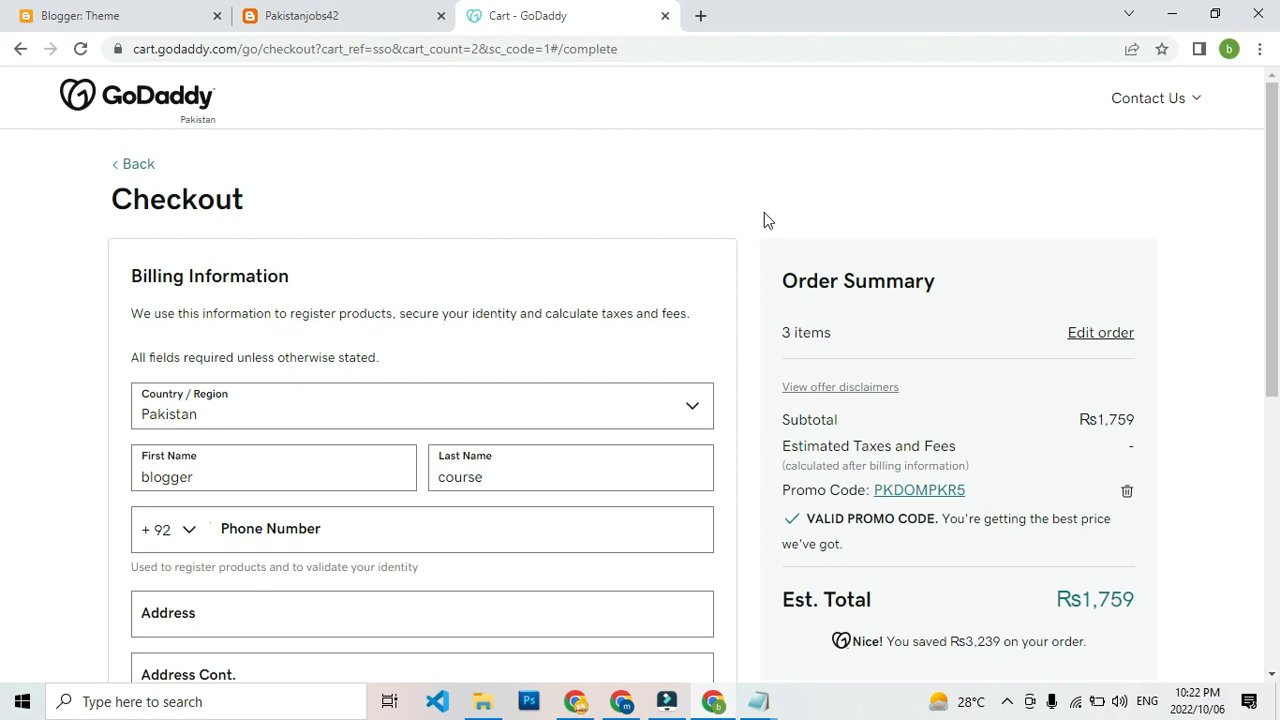 Blogger: Theme
Pakistanjobs42
Cart - GoDaddy
cart.godaddy.com/go/checkout?cart_ref=sso&cart_count=2&sc_code=1#/complete
b
GoDaddy
Pakistan
Contact Us
Back
Checkout
Billing Information
We use this information to register products, secure your identity and calculate taxes and fees.
All fields required unless otherwise stated.
Country / Region
Pakistan
First Name
blogger
Last Name
course
+ 92
Phone Number
Used to register products and to validate your identity
Address
Address Cont.
Order Summary
3 items
Edit order
View offer disclaimers
Subtotal
₨1,759
Estimated Taxes and Fees
-
(calculated after billing information)
Promo Code: PKDOMPKR5
VALID PROMO CODE. You're getting the best price
we've got.
Est. Total
₨1,759
Nice! You saved ₨3,239 on your order.
Type here to search
Ps
m
b
28°C
ENG
10:22 PM
2022/10/06